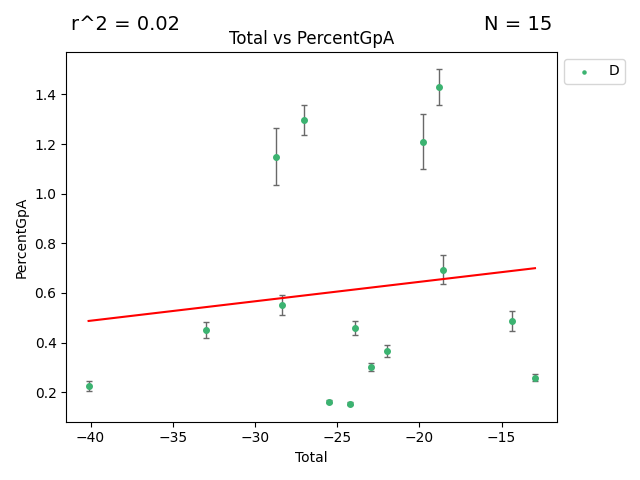 r^2 = 0.02
N = 15
Total vs PercentGpA
D
PercentGpA
1.4
1.2
1.0
0.8
0.6
0.4
0.2
−40
−35
−30
−25
−20
−15
Total